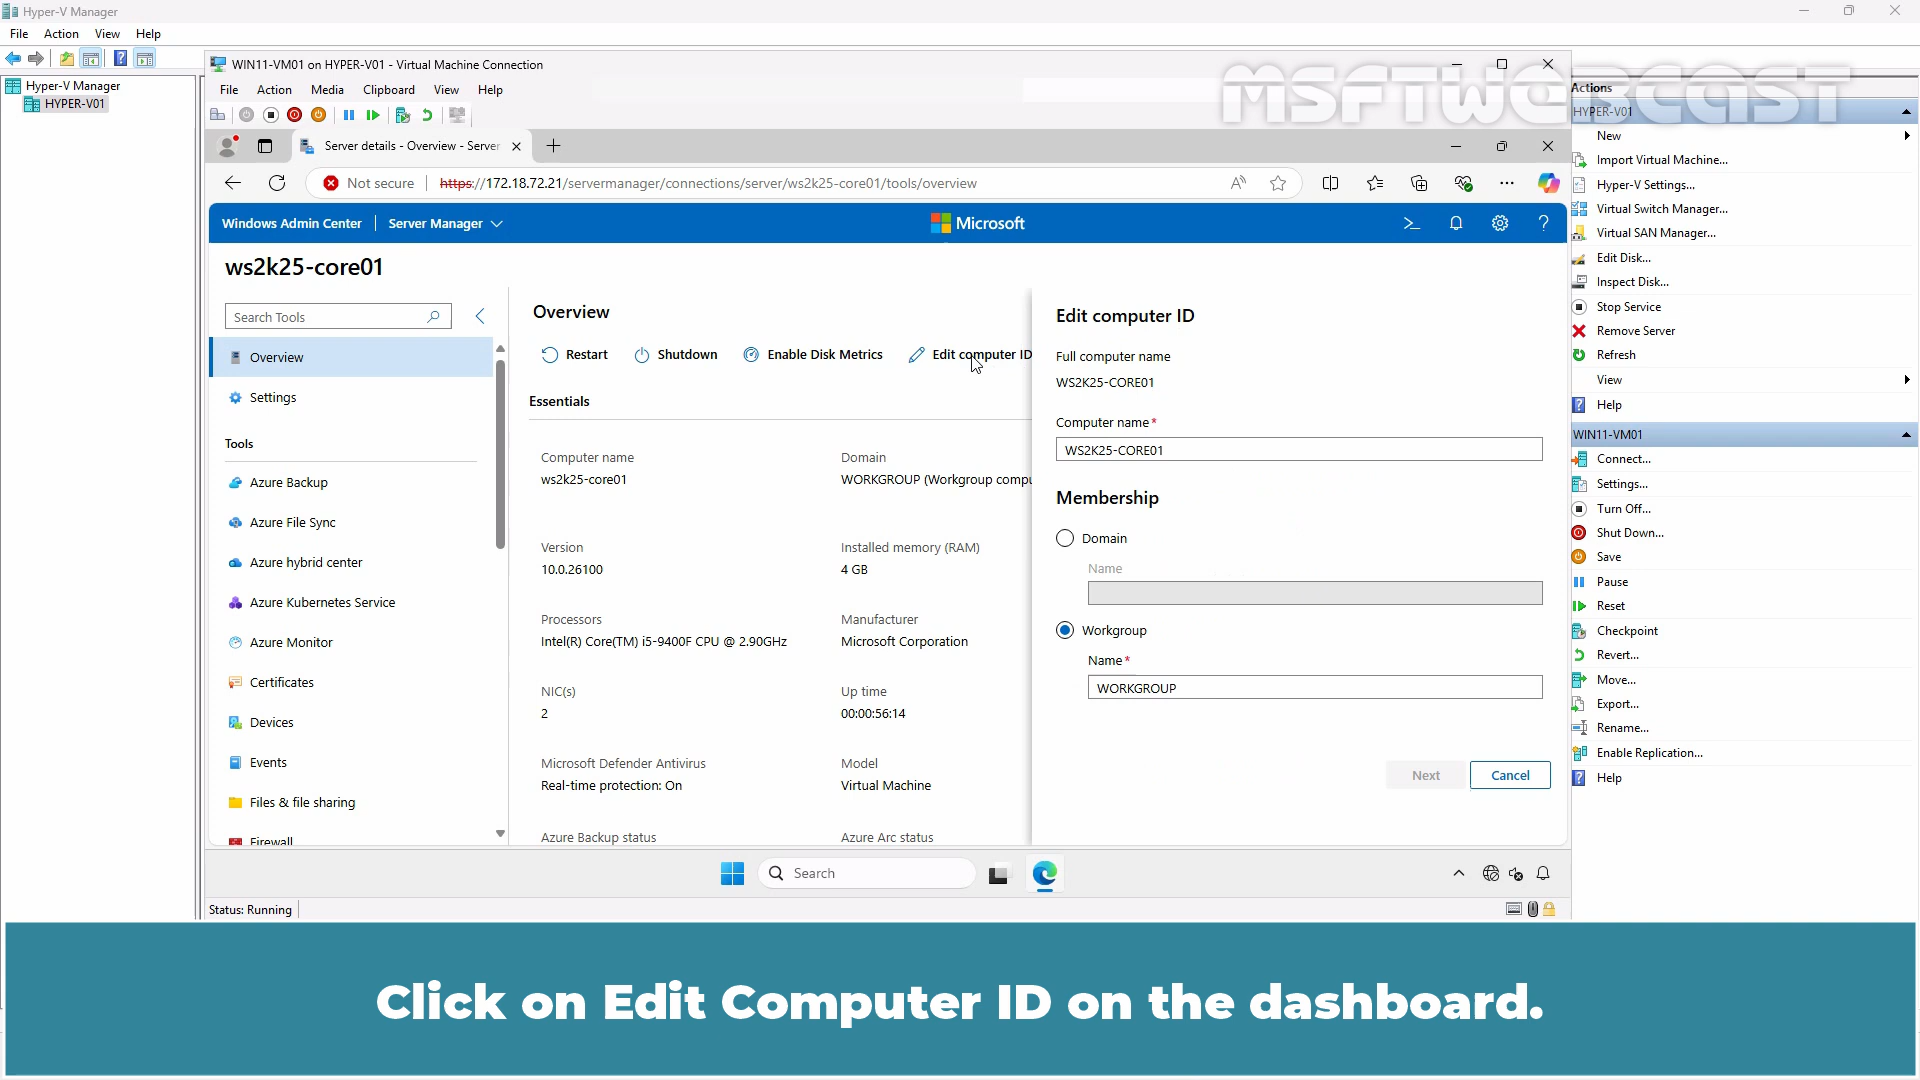 Hyper-V Manager
File Action View Help
Hyper-V Manager
HYPER-V01
WIN11-VM01 on HYPER-V01 - Virtual Machine Connection
File Action Media Clipboard View Help
MSFTWEBCAST
Server details - Overview - Server
Not secure https://172.18.72.21/servermanager/connections/server/ws2k25-core01/tools/overview
Windows Admin Center Server Manager
Microsoft
ws2k25-core01
Search Tools
Overview
Settings
Tools
Azure Backup
Azure File Sync
Azure hybrid center
Azure Kubernetes Service
Azure Monitor
Certificates
Devices
Events
Files & file sharing
Firewall
Overview
Restart Shutdown Enable Disk Metrics Edit computer ID
Essentials
Computer name
ws2k25-core01
Domain
WORKGROUP (Workgroup compu
Version
10.0.26100
Installed memory (RAM)
4 GB
Processors
Intel(R) Core(TM) i5-9400F CPU @ 2.90GHz
Manufacturer
Microsoft Corporation
NIC(s)
2
Up time
00:00:56:14
Microsoft Defender Antivirus
Real-time protection: On
Model
Virtual Machine
Azure Backup status
Azure Arc status
Edit computer ID
Full computer name
WS2K25-CORE01
Computer name*
WS2K25-CORE01
Membership
Domain
Name
Workgroup
Name*
WORKGROUP
Next Cancel
Search
Status: Running
Actions
HYPER-V01
New
Import Virtual Machine...
Hyper-V Settings...
Virtual Switch Manager...
Virtual SAN Manager...
Edit Disk...
Inspect Disk...
Stop Service
Remove Server
Refresh
View
Help
WIN11-VM01
Connect...
Settings...
Turn Off...
Shut Down...
Save
Pause
Reset
Checkpoint
Revert...
Move...
Export...
Rename...
Enable Replication...
Help
Click on Edit Computer ID on the dashboard.